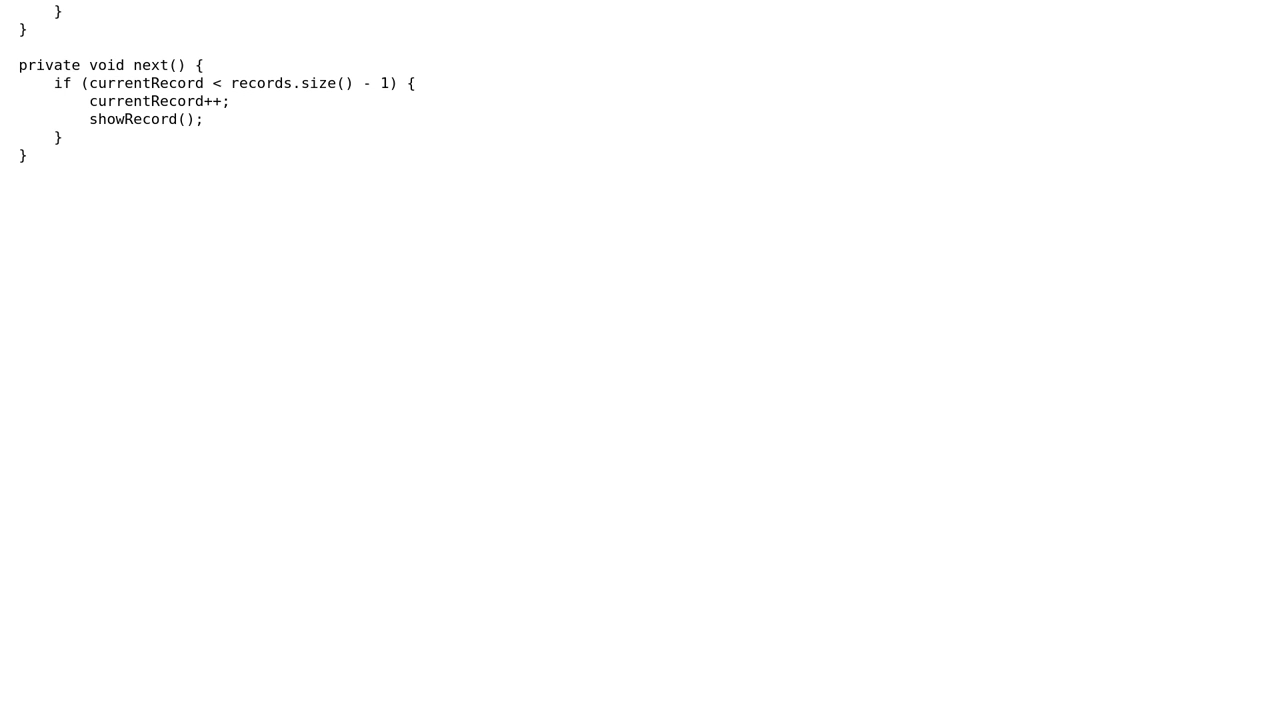 }
}

private void next() {
    if (currentRecord < records.size() - 1) {
        currentRecord++;
        showRecord();
    }
}